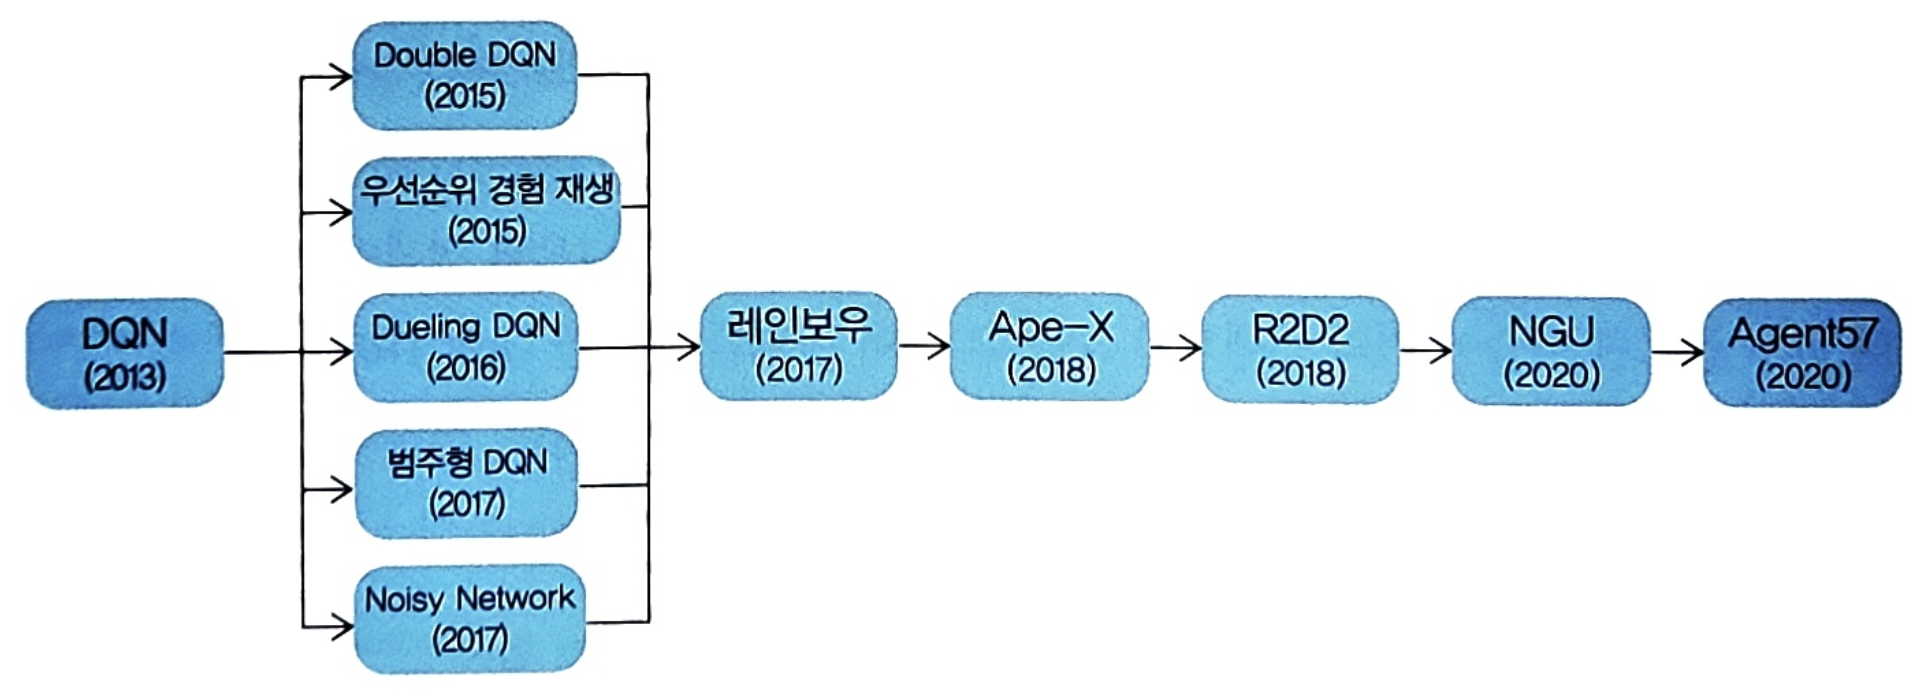 DQN
(2013)
Double DQN
(2015)
우선순위 경험 재생
(2015)
Dueling DQN
(2016)
범주형 DQN
(2017)
Noisy Network
(2017)
레인보우
(2017)
Ape-X
(2018)
R2D2
(2018)
NGU
(2020)
Agent57
(2020)